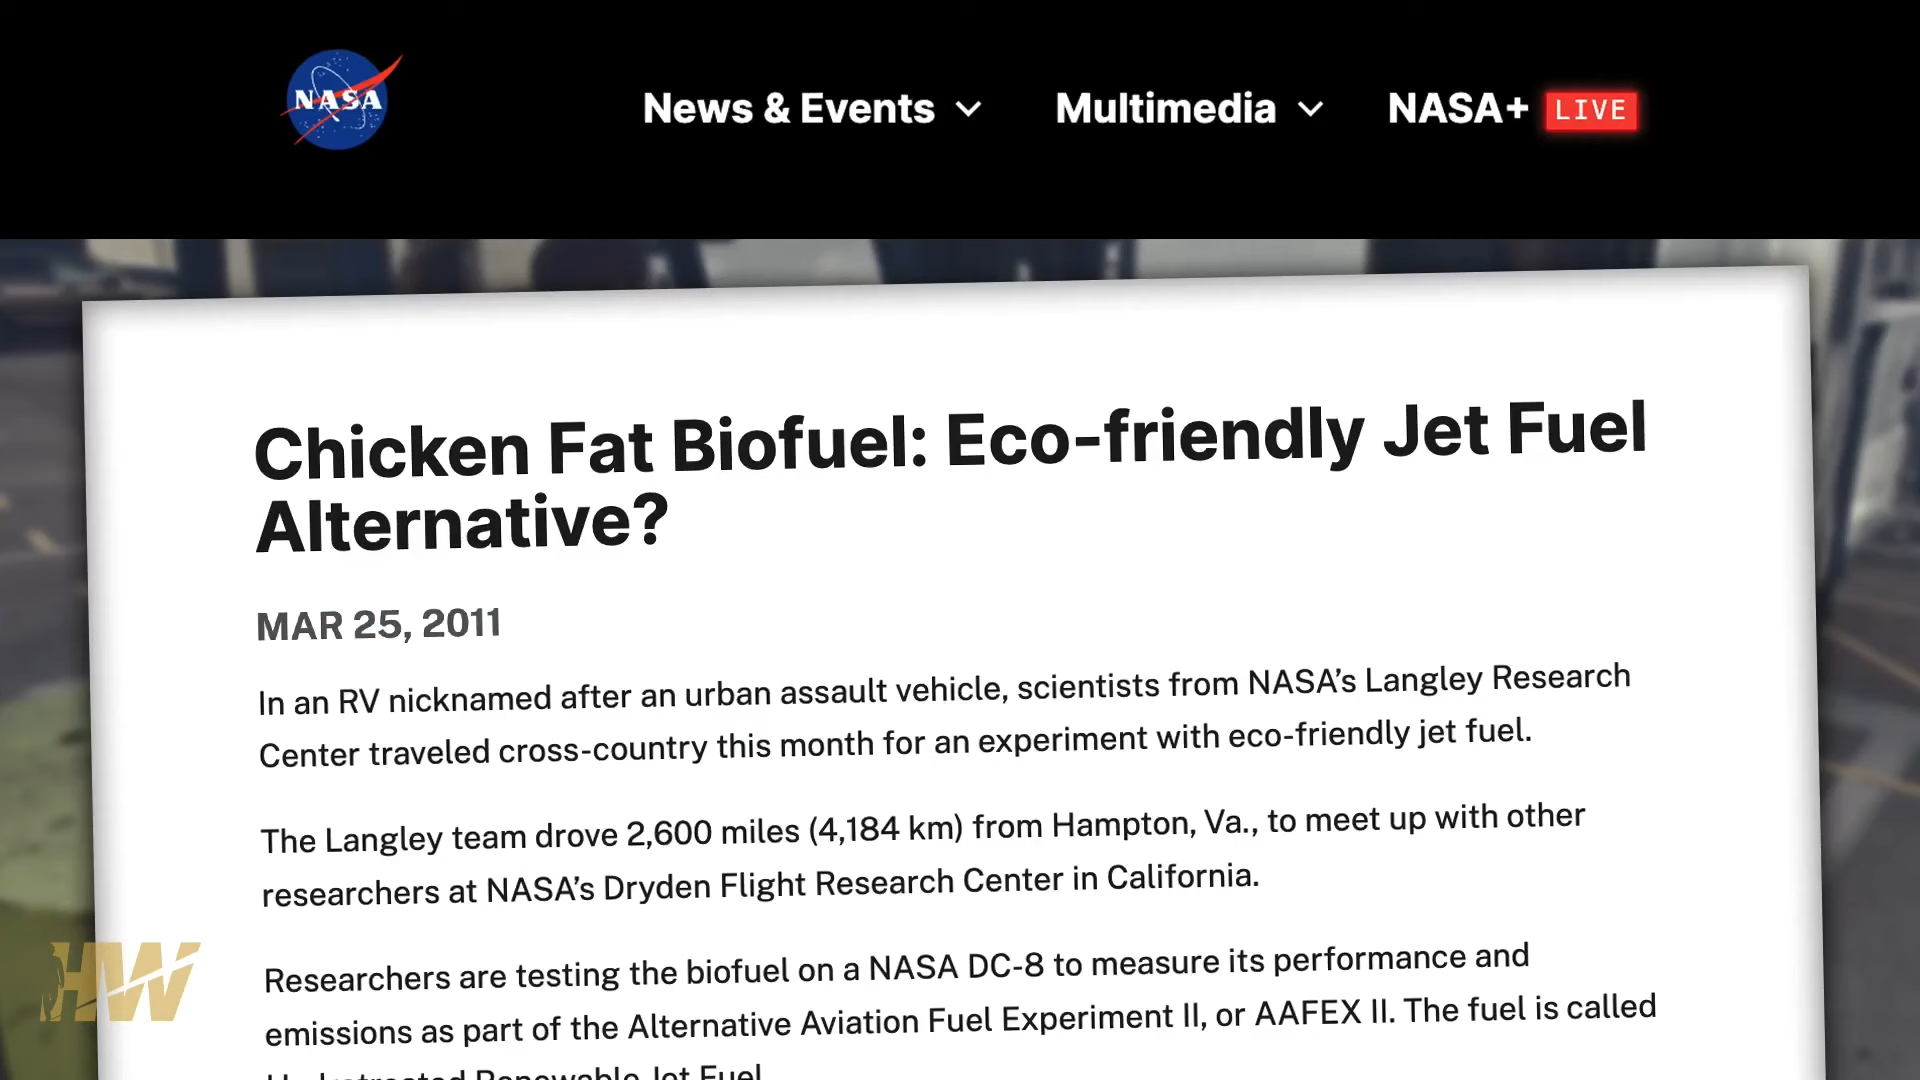 NASA
News & Events
Multimedia
NASA+ LIVE
Chicken Fat Biofuel: Eco-friendly Jet Fuel
Alternative?
MAR 25, 2011
In an RV nicknamed after an urban assault vehicle, scientists from NASA’s Langley Research
Center traveled cross-country this month for an experiment with eco-friendly jet fuel.
The Langley team drove 2,600 miles (4,184 km) from Hampton, Va., to meet up with other
researchers at NASA’s Dryden Flight Research Center in California.
Researchers are testing the biofuel on a NASA DC-8 to measure its performance and
emissions as part of the Alternative Aviation Fuel Experiment II, or AAFEX II. The fuel is called
Renewable Jet Fuel
HW